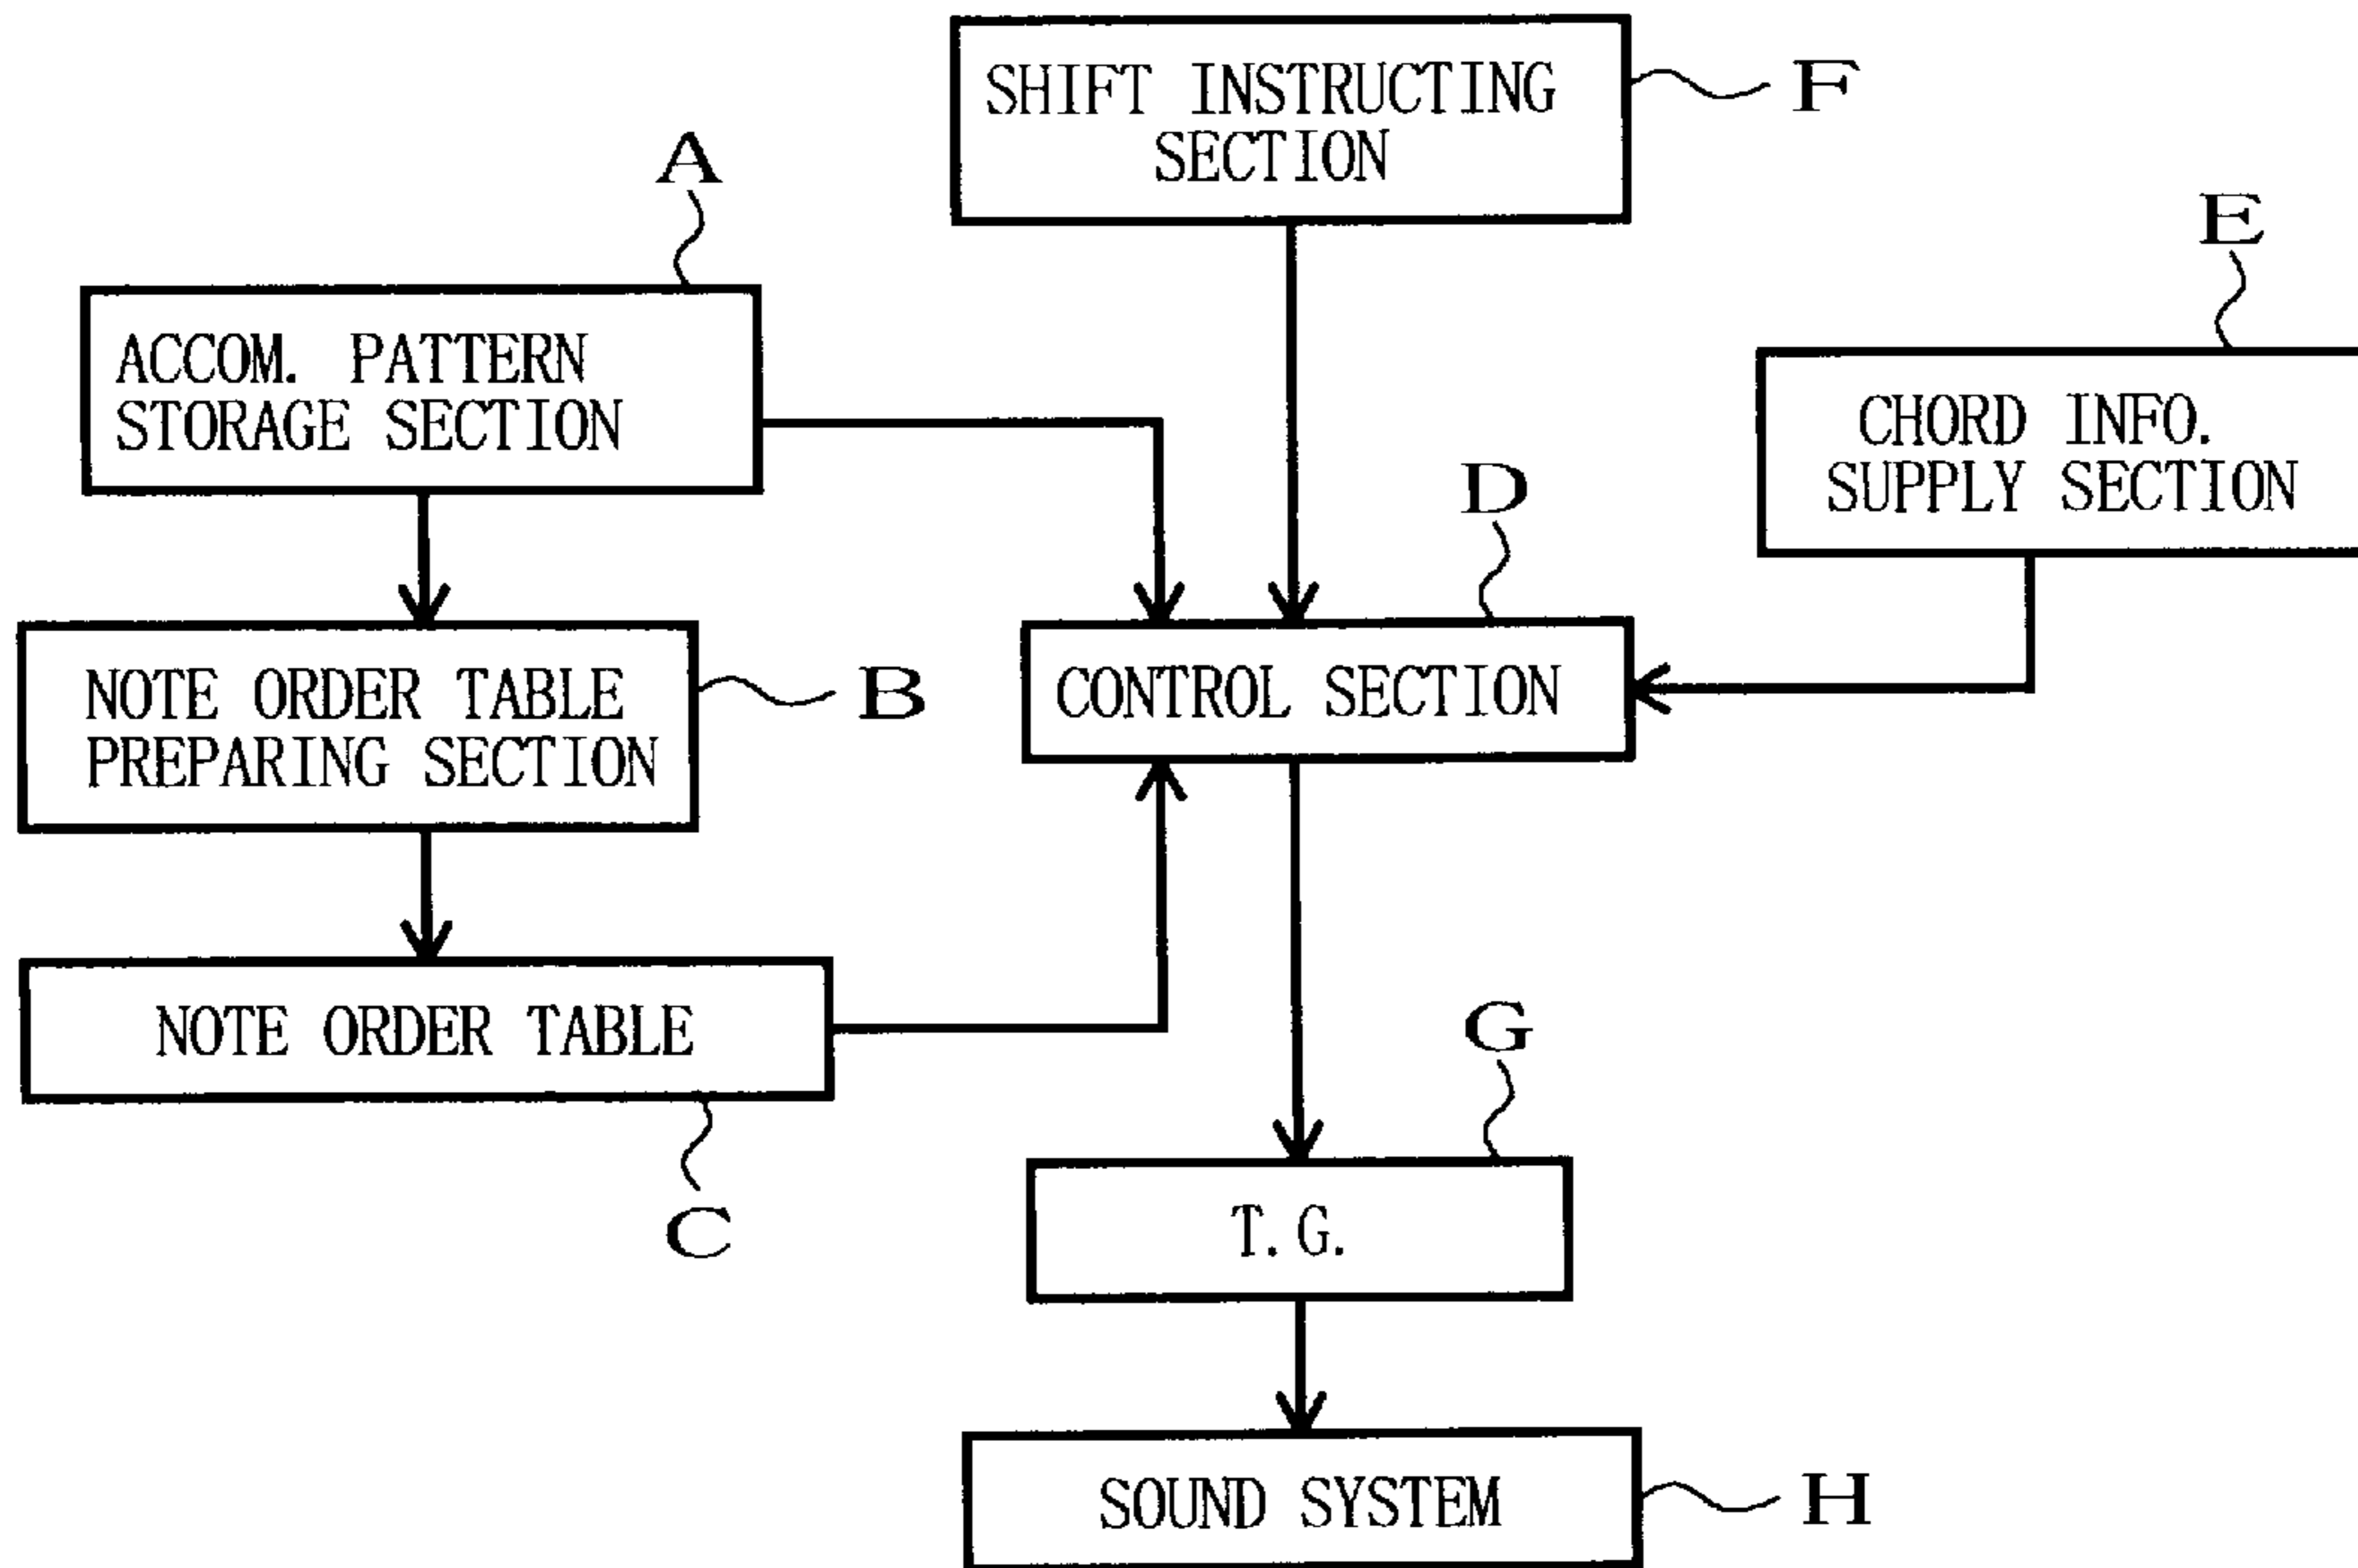 SHIFT INSTRUCTING
SECTION
F
A
E
ACCOM. PATTERN
STORAGE SECTION
CHORD INFO.
SUPPLY SECTION
D
NOTE ORDER TABLE
PREPARING SECTION
B
CONTROL SECTION
NOTE ORDER TABLE
G
C
T.G.
SOUND SYSTEM
H